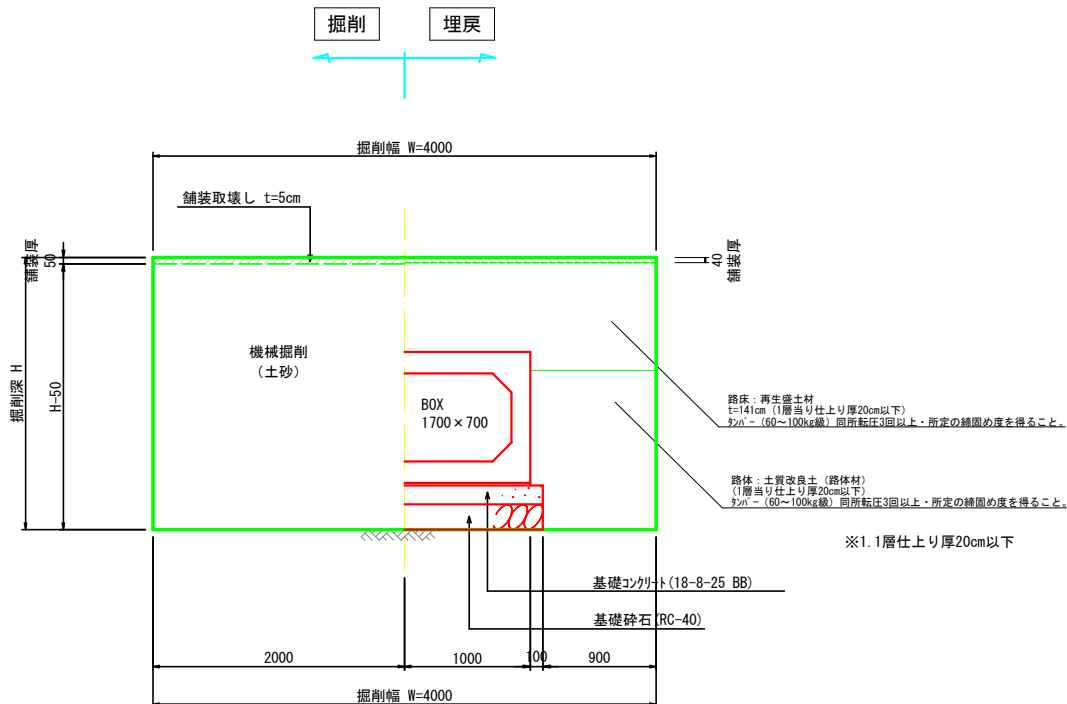 掘削
埋戻
掘削幅 W=4000
舗装取壊し t=5cm
舗装厚
50
40
舗装厚
掘削深 H
H-50
機械掘削
(土砂)
BOX
1700×700
路床：再生盛土材
t=141cm (1層当り仕上り厚20cm以下)
ﾀﾝﾊﾟｰ (60～100kg級) 同所転圧3回以上・所定の締固め度を得ること。
路体：土質改良土 (路体材)
(1層当り仕上り厚20cm以下)
ﾀﾝﾊﾟｰ (60～100kg級) 同所転圧3回以上・所定の締固め度を得ること。
※1.1層仕上り厚20cm以下
基礎ｺﾝｸﾘｰﾄ(18-8-25 BB)
基礎砕石(RC-40)
2000
1000
100
900
掘削幅 W=4000